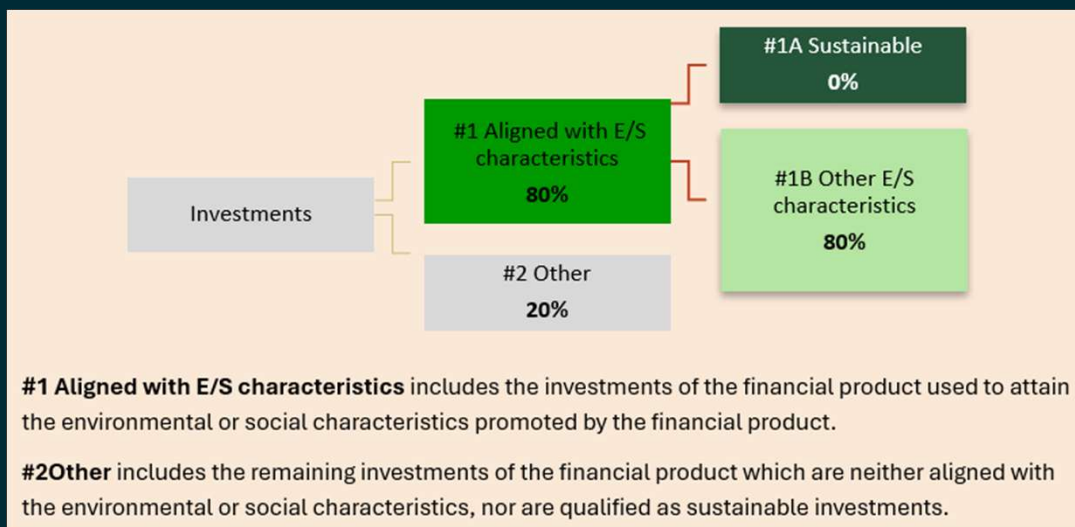 #1A Sustainable
0%
#1 Aligned with E/S
characteristics
80%
#1B Other E/S
characteristics
80%
Investments
#2 Other
20%
#1 Aligned with E/S characteristics includes the investments of the financial product used to attain
the environmental or social characteristics promoted by the financial product.
#2Other includes the remaining investments of the financial product which are neither aligned with
the environmental or social characteristics, nor are qualified as sustainable investments.